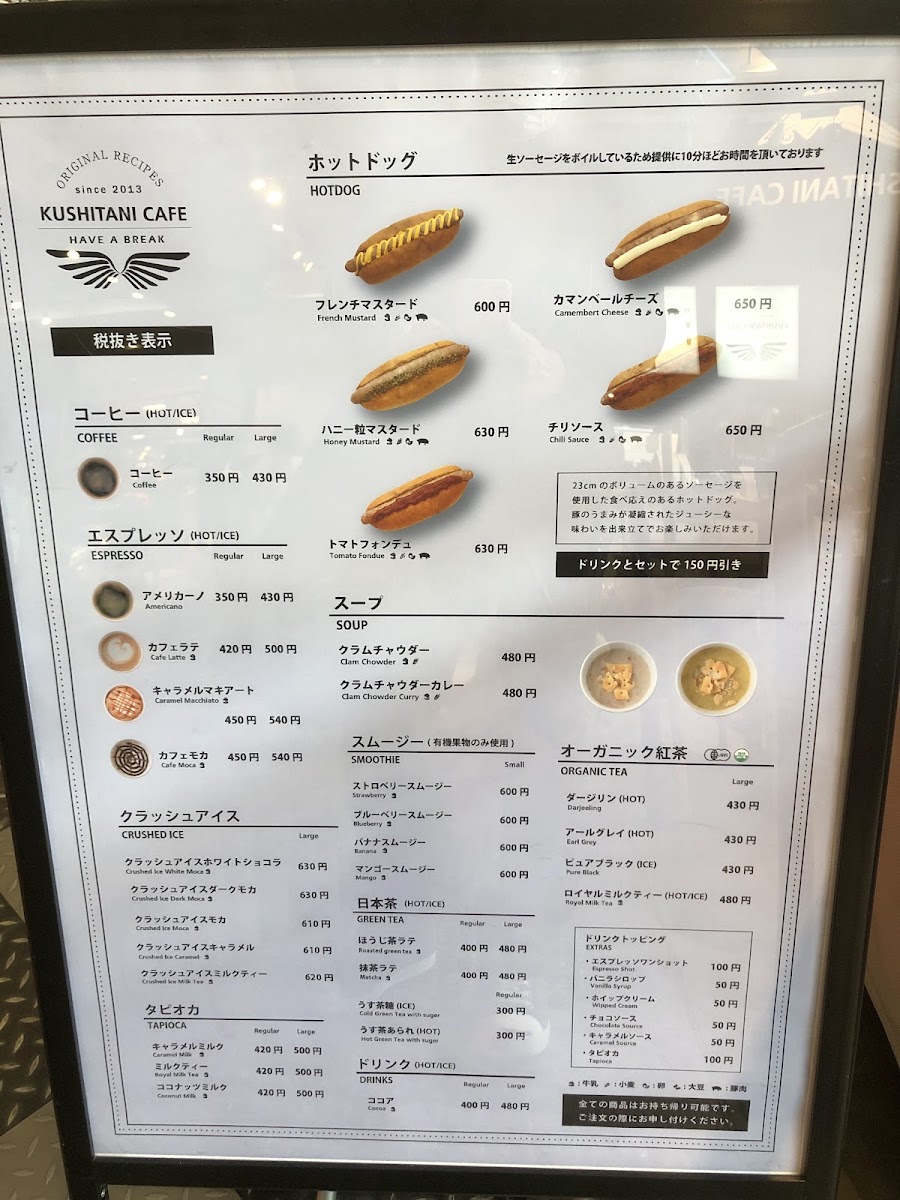 ORIGINAL RECIPES
since 2013
KUSHITANI CAFE
HAVE A BREAK
税抜き表示
コーヒー (HOT/ICE)
COFFEE Regular Large
コーヒー 350円 430円
Coffee
エスプレッソ (HOT/ICE)
ESPRESSO Regular Large
アメリカーノ 350円 430円
Americano
カフェラテ 420円 500円
Cafe Latte
キャラメルマキアート
Caramel Macchiato
450円 540円
カフェモカ 450円 540円
Cafe Moca
クラッシュアイス
CRUSHED ICE Large
クラッシュアイスホワイトショコラ 630円
Crushed Ice White Moca
クラッシュアイスダークモカ 630円
Crushed Ice Dark Moca
クラッシュアイスモカ 610円
Crushed Ice Moca
クラッシュアイスキャラメル 610円
Crushed Ice Caramel
クラッシュアイスミルクティー 620円
Crushed Ice Milk Tea
タピオカ
TAPIOCA Regular Large
キャラメルミルク 420円 500円
Caramel Milk
ミルクティー 420円 500円
Royal Milk Tea
ココナッツミルク 420円 500円
Coconut Milk
ホットドッグ 生ソーセージをボイルしているため提供に10分ほどお時間を頂いております
HOTDOG
フレンチマスタード 600円
French Mustard
カマンベールチーズ 650円
Camembert Cheese
ハニー粒マスタード 630円
Honey Mustard
チリソース 650円
Chili Sauce
トマトフォンデュ 630円
Tomato Fondue
23cmのボリュームのあるソーセージを
使用した食べ応えのあるホットドッグ。
豚のうまみが凝縮されたジューシーな
味わいを出来立てでお楽しみいただけます。
ドリンクとセットで150円引き
スープ
SOUP
クラムチャウダー 480円
Clam Chowder
クラムチャウダーカレー 480円
Clam Chowder Curry
スムージー (有機果物のみ使用)
SMOOTHIE Small
ストロベリースムージー 600円
Strawberry
ブルーベリースムージー 600円
Blueberry
バナナスムージー 600円
Banana
マンゴースムージー 600円
Mango
日本茶 (HOT/ICE)
GREEN TEA Regular Large
ほうじ茶ラテ 400円 480円
Roasted green tea
抹茶ラテ 400円 480円
Matcha
Regular
うす茶糖 (ICE) 300円
Cold Green Tea with suger
うす茶あられ (HOT) 300円
Hot Green Tea with suger
ドリンク (HOT/ICE)
DRINKS Regular Large
ココア 400円 480円
Cocoa
オーガニック紅茶
ORGANIC TEA
Large
ダージリン (HOT) 430円
Darjeeling
アールグレイ (HOT) 430円
Earl Grey
ピュアブラック (ICE) 430円
Pure Black
ロイヤルミルクティー (HOT/ICE) 480円
Royal Milk Tea
ドリンクトッピング
EXTRAS
・エスプレッソワンショット 100円
Espresso Shot
・バニラシロップ 50円
Vanilla Syrup
・ホイップクリーム 50円
Wipped Cream
・チョコソース 50円
Chocolate Source
・キャラメルソース 50円
Caramel Source
・タピオカ 100円
Tapioca
:牛乳 :小麦 :卵 :大豆 :豚肉
全ての商品はお持ち帰り可能です。
ご注文の際にお申し付けください。